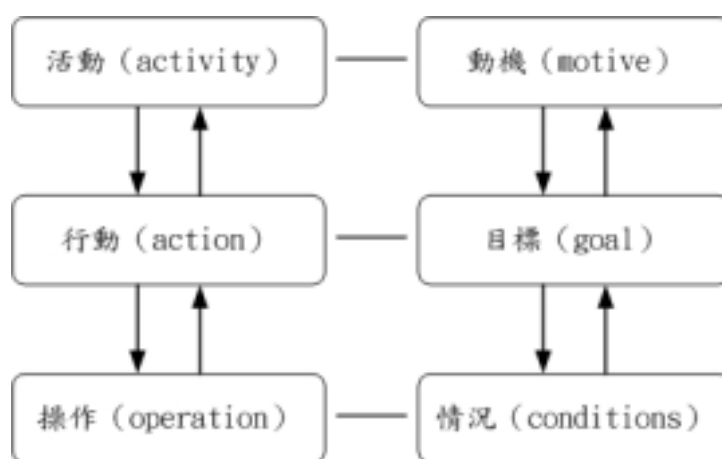 活動（activity）
動機（motive）
行動（action）
目標（goal）
操作（operation）
情況（conditions）